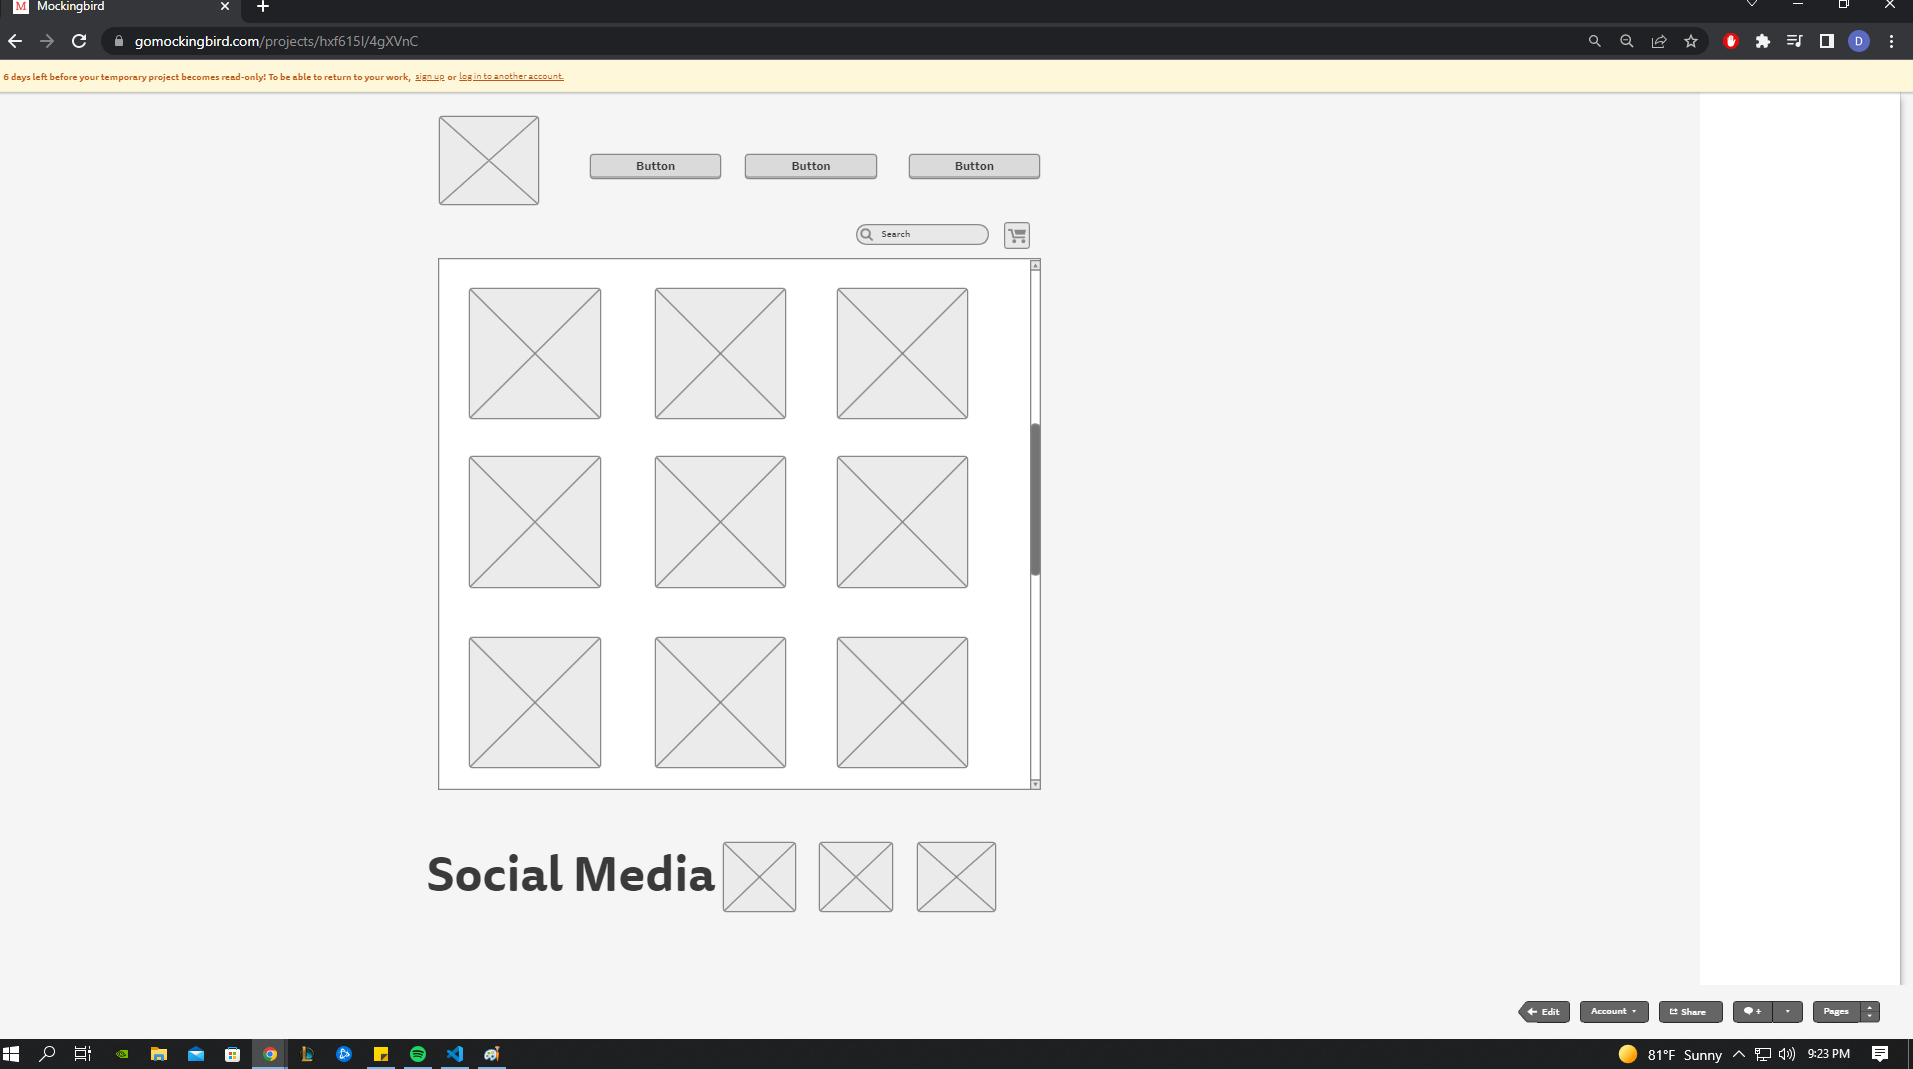 M Mockingbird
gomockingbird.com/projects/hxf615l/4gXVnC
D
6 days left before your temporary project becomes read-only! To be able to return to your work, sign up or log in to another account.
Button Button Button
Search
Social Media
Edit Account Share + Pages
81°F Sunny 9:23 PM